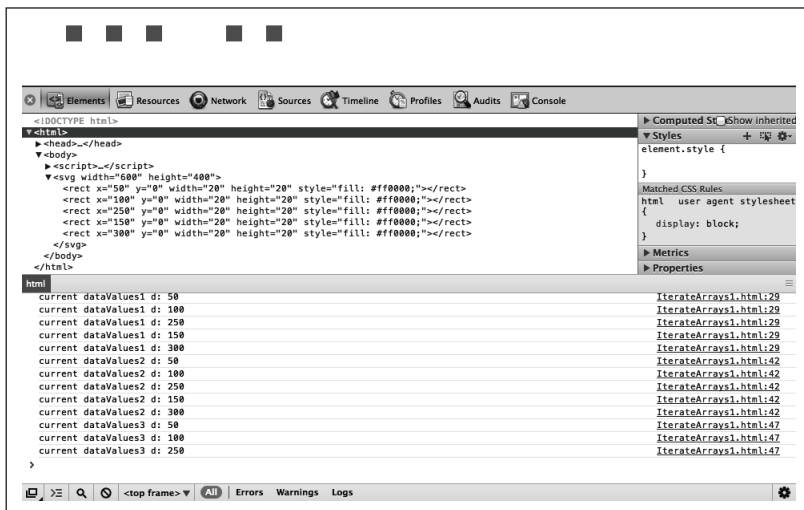 Elements Resources Network Sources Timeline Profiles Audits Console
<!DOCTYPE html>
▼<html>
▶<head>…</head>
▼<body>
▶<script>…</script>
▼<svg width="600" height="400">
<rect x="50" y="0" width="20" height="20" style="fill: #ff0000;"></rect>
<rect x="100" y="0" width="20" height="20" style="fill: #ff0000;"></rect>
<rect x="250" y="0" width="20" height="20" style="fill: #ff0000;"></rect>
<rect x="150" y="0" width="20" height="20" style="fill: #ff0000;"></rect>
<rect x="300" y="0" width="20" height="20" style="fill: #ff0000;"></rect>
</svg>
</body>
</html>
▶ Computed St Show inherited
▼ Styles
element.style {
}
Matched CSS Rules
html user agent stylesheet
{
display: block;
}
▶ Metrics
▶ Properties
html
current dataValues1 d: 50 IterateArrays1.html:29
current dataValues1 d: 100 IterateArrays1.html:29
current dataValues1 d: 250 IterateArrays1.html:29
current dataValues1 d: 150 IterateArrays1.html:29
current dataValues1 d: 300 IterateArrays1.html:29
current dataValues2 d: 50 IterateArrays1.html:42
current dataValues2 d: 100 IterateArrays1.html:42
current dataValues2 d: 250 IterateArrays1.html:42
current dataValues2 d: 150 IterateArrays1.html:42
current dataValues2 d: 300 IterateArrays1.html:42
current dataValues3 d: 50 IterateArrays1.html:47
current dataValues3 d: 100 IterateArrays1.html:47
current dataValues3 d: 250 IterateArrays1.html:47
>
<top frame> ▼ All Errors Warnings Logs